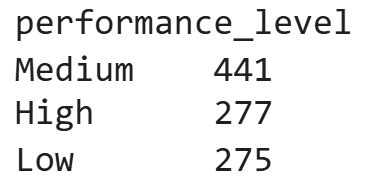 performance_level
Medium    441
High      277
Low       275